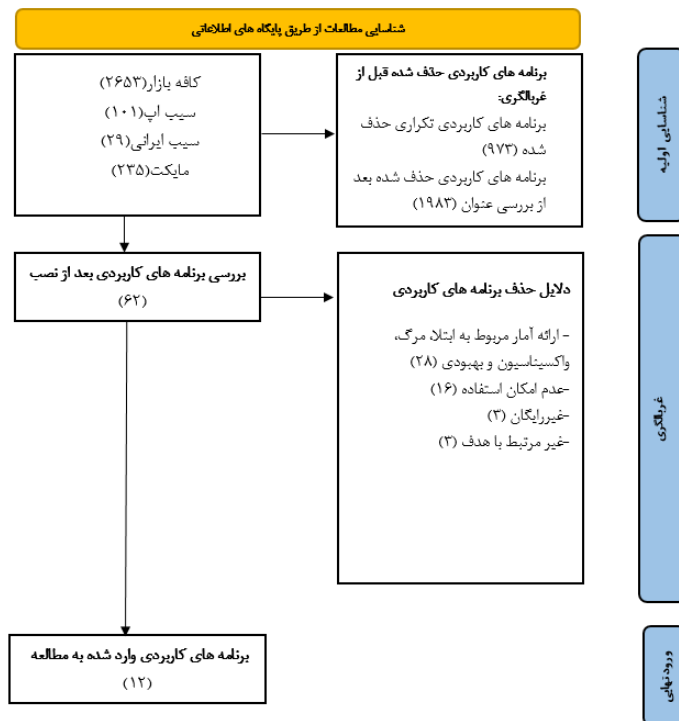 شناسایی مطالعات از طریق پایگاه های اطلاعاتی
شناسایی اولیه
کافه بازار(۲۶۵۳)
سیب اپ(۱۰۱)
سیب ایرانی(۲۹)
مایکت(۲۳۵)
برنامه های کاربردی حذف شده قبل از
غربالگری:
برنامه های کاربردی تکراری حذف
شده (۹۷۳)
برنامه های کاربردی حذف شده بعد
از بررسی عنوان (۱۹۸۳)
غربالگری
بررسی برنامه های کاربردی بعد از نصب
(۶۲)
دلایل حذف برنامه های کاربردی
- ارائه آمار مربوط به ابتلا، مرگ،
واکسیناسیون و بهبودی (۲۸)
-عدم امکان استفاده (۱۶)
-غیررایگان (۳)
-غیر مرتبط با هدف (۳)
ورود نهایی
برنامه های کاربردی وارد شده به مطالعه
(۱۲)